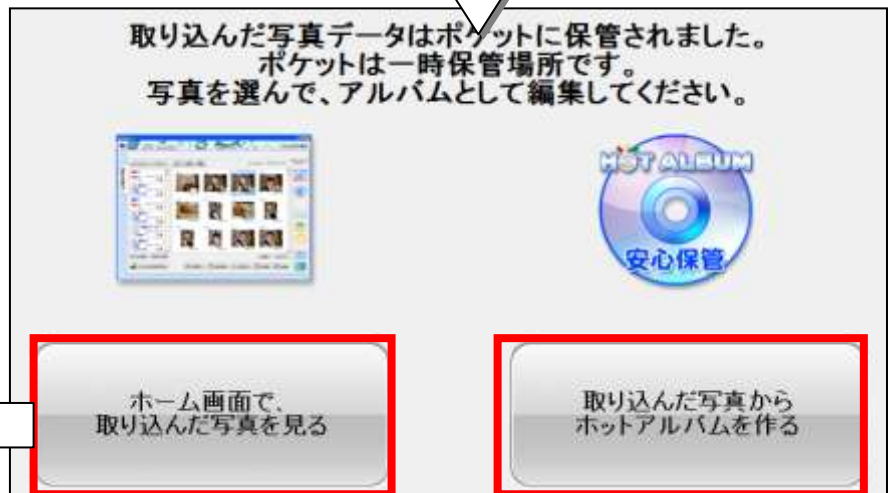 取り込んだ写真データはポケットに保管されました。
ポケットは一時保管場所です。
写真を選んで、アルバムとして編集してください。
HOT ALBUM
安心保管
ホーム画面で、
取り込んだ写真を見る
取り込んだ写真から
ホットアルバムを作る